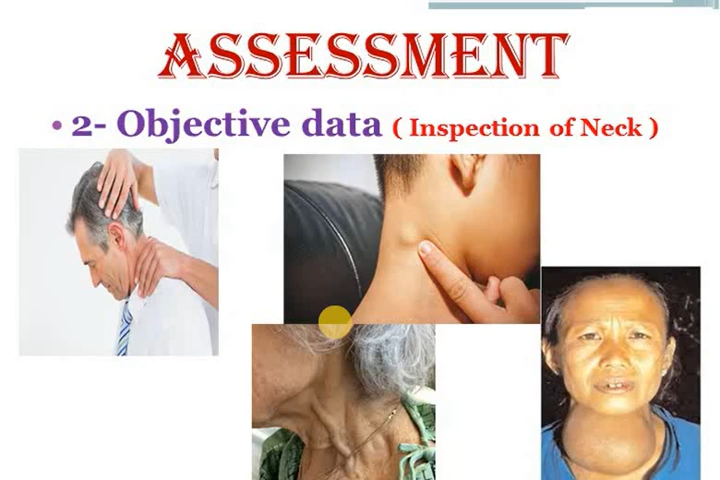 ASSESSMENT
• 2- Objective data ( Inspection of Neck )